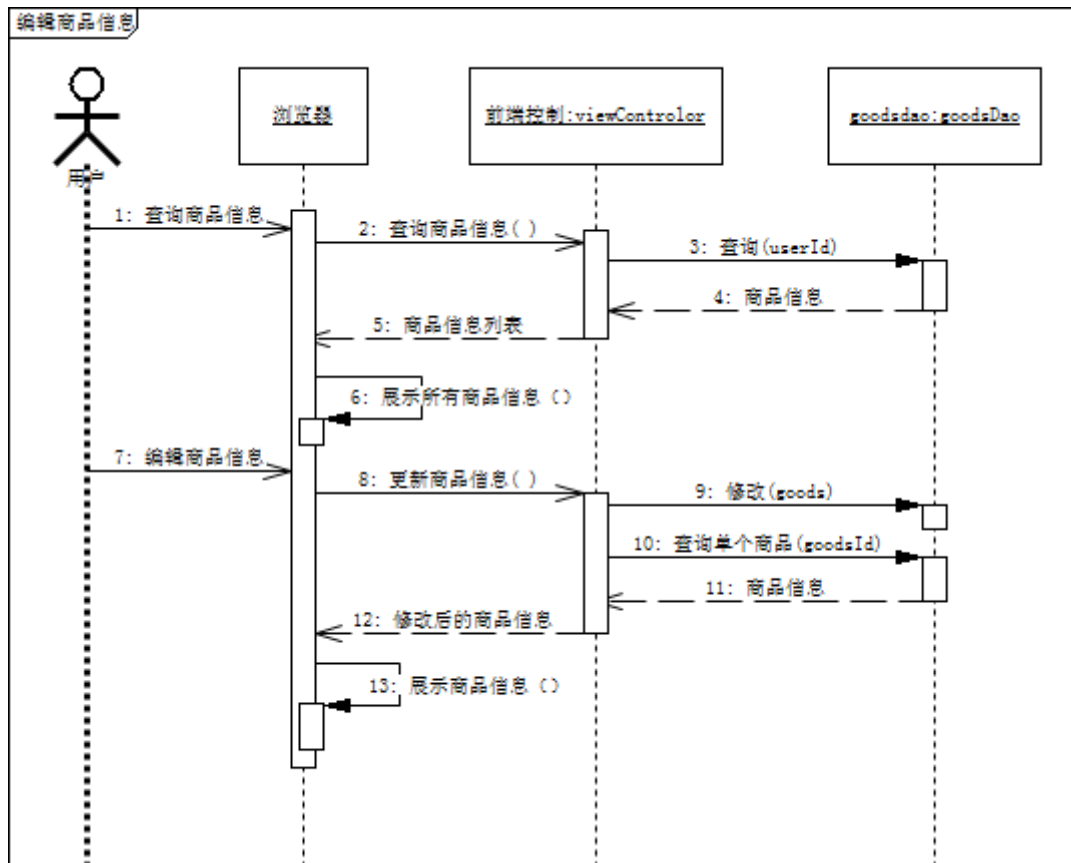 编辑商品信息
用户
浏览器
前端控制:viewControlor
goodsdao:goodsDao
1: 查询商品信息
2: 查询商品信息( )
3: 查询(userId)
4: 商品信息
5: 商品信息列表
6: 展示所有商品信息（）
7: 编辑商品信息
8: 更新商品信息( )
9: 修改(goods)
10: 查询单个商品(goodsId)
11: 商品信息
12: 修改后的商品信息
13: 展示商品信息（）